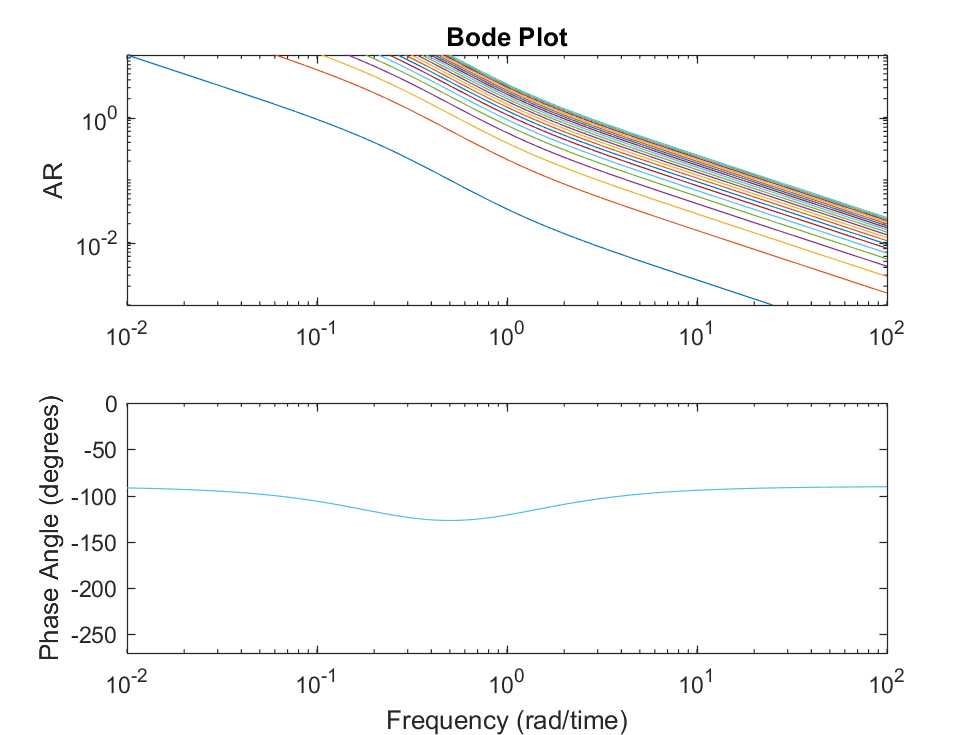 Bode Plot
AR
10^0
10^-2
10^-2 10^-1 10^0 10^1 10^2
Phase Angle (degrees)
0
-50
-100
-150
-200
-250
10^-2 10^-1 10^0 10^1 10^2
Frequency (rad/time)